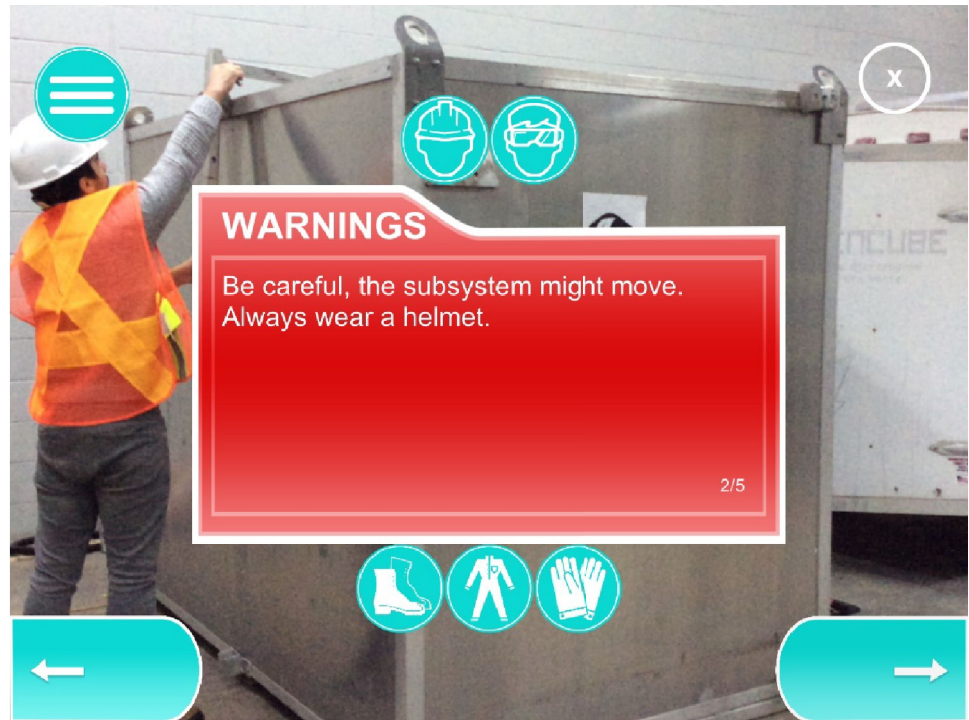 X
WARNINGS
Be careful, the subsystem might move.
Always wear a helmet.
2/5